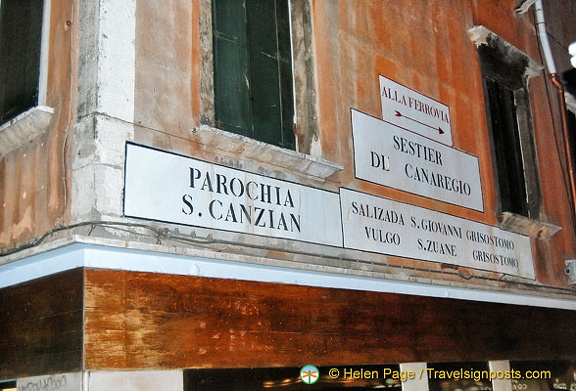 ALLA FERROVIA
SESTIER
DE' CANAREGIO
PAROCHIA
S. CANZIAN
SALIZADA S. GIOVANNI GRISOSTOMO
VULGO S. ZUANE GRISOSTOMO
© Helen Page / Travelsignposts.com